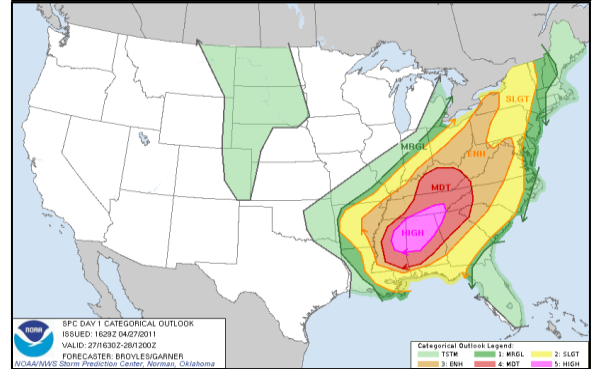 SLGT
MRGL
ENH
MDT
HIGH
NOAA
SPC DAY 1 CATEGORICAL OUTLOOK
ISSUED: 1629Z 04/27/2011
VALID: 27/1630Z-28/1200Z
FORECASTER: BROYLES/GARNER
NOAA/NWS Storm Prediction Center, Norman, Oklahoma
Categorical Outlook Legend:
TSTM 1: MRGL 2: SLGT
3: ENH 4: MDT 5: HIGH